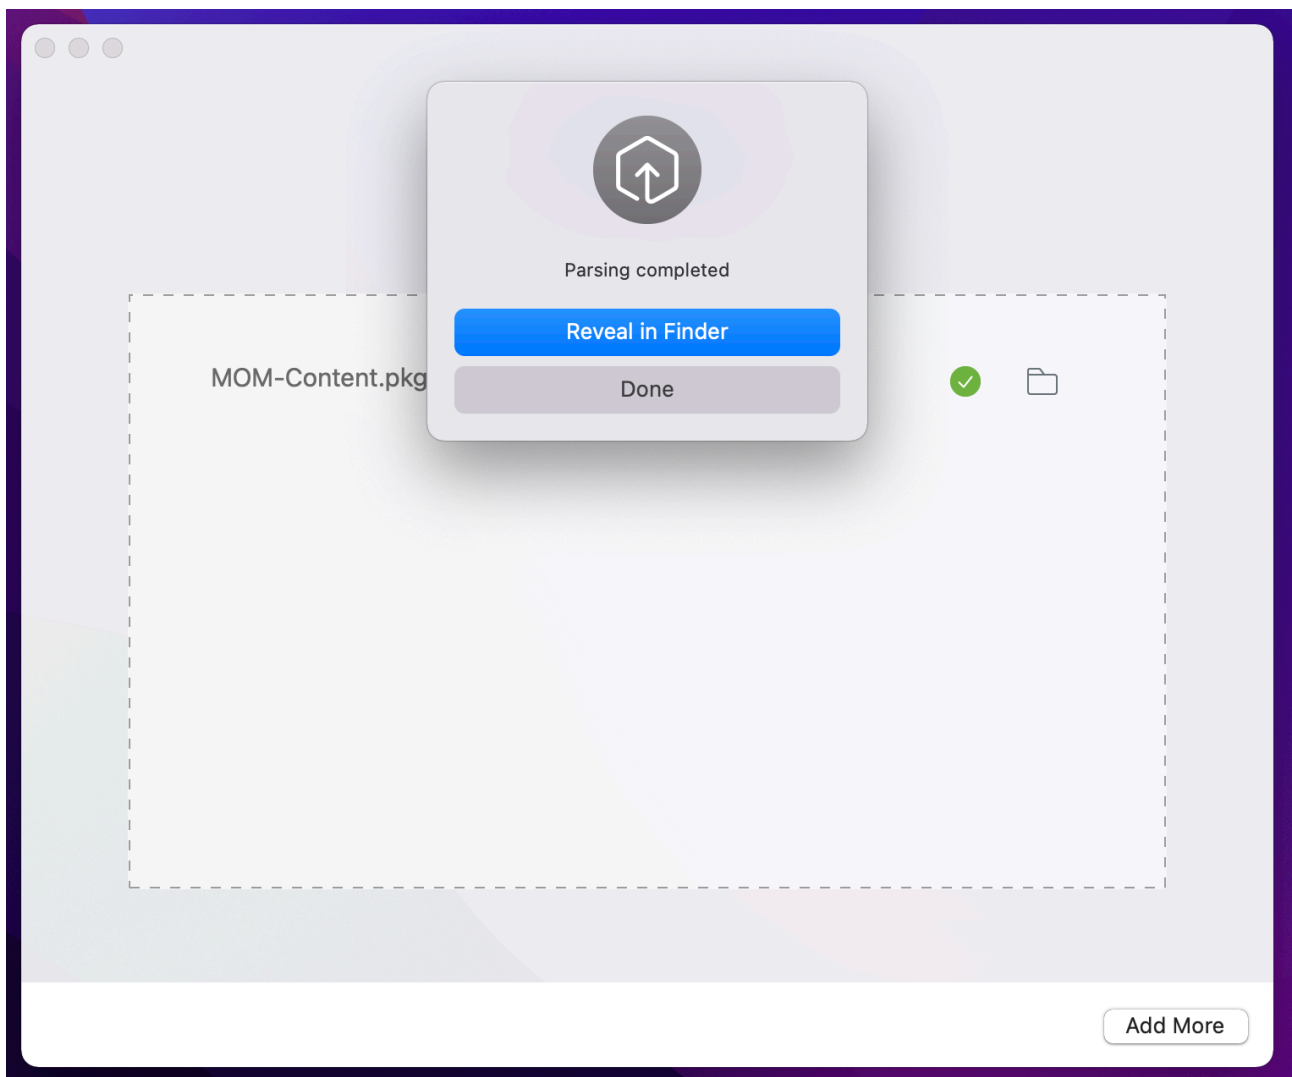 Parsing completed
Reveal in Finder
MOM-Content.pkg
Done
Add More